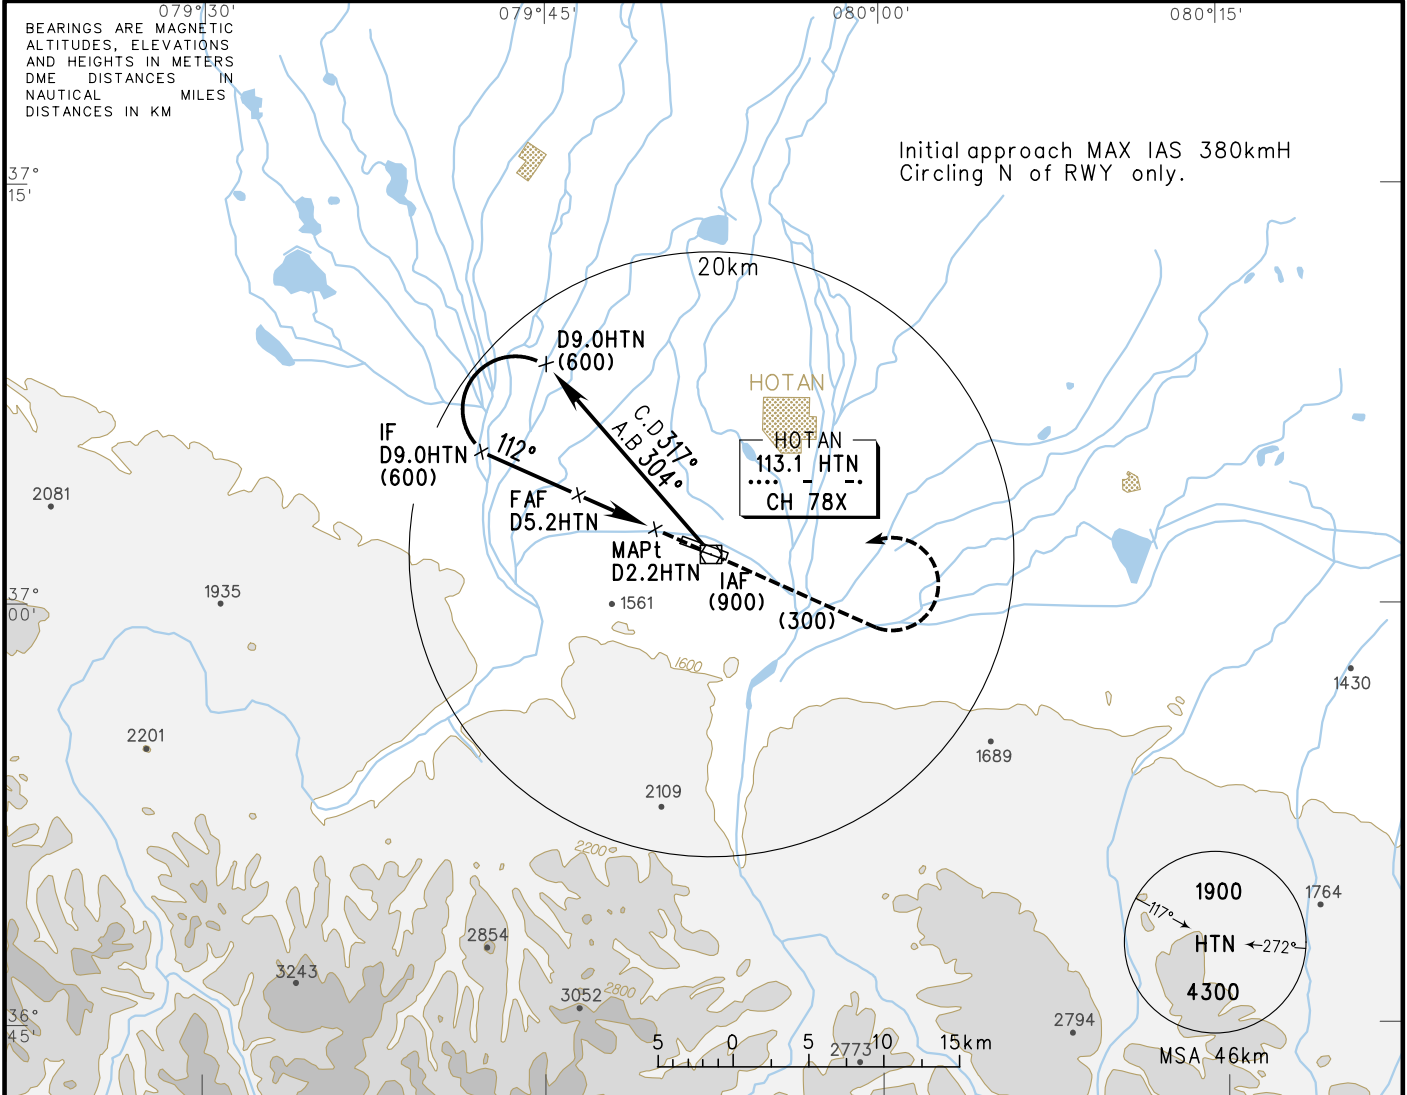 079°30'
079°45'
080°00'
080°15'
BEARINGS ARE MAGNETIC
ALTITUDES, ELEVATIONS
AND HEIGHTS IN METERS
DME DISTANCES IN
NAUTICAL MILES
DISTANCES IN KM
Initial approach MAX IAS 380kmH
Circling N of RWY only.
37°
15'
20km
D9.0HTN
(600)
HOTAN
C.D 317°
A.B 304°
IF
D9.0HTN
(600)
112°
HOTAN
113.1 HTN
.... - -.
CH 78X
FAF
D5.2HTN
2081
MAPt
D2.2HTN
IAF
(900)
(300)
37°
00'
1935
1561
1600
1430
2201
1689
2109
2200
1900
117°
HTN
272°
4300
MSA 46km
1764
2854
3243
3052
2800
2794
36°
45'
5 0 5 10 15km
2773